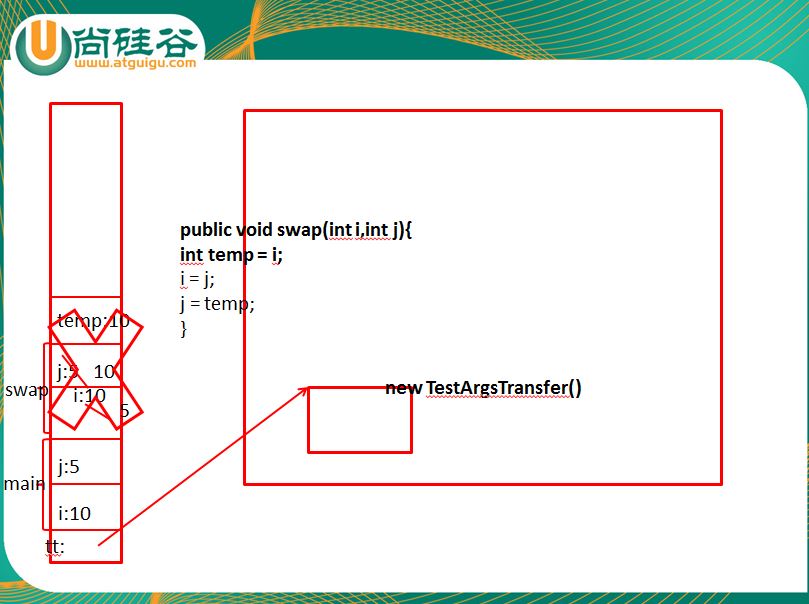 尚硅谷
www.atguigu.com
public void swap(int i,int j){
int temp = i;
i = j;
j = temp;
}
temp:10
j:5 10
swap
i:10
5
new TestArgsTransfer()
j:5
main
i:10
tt: